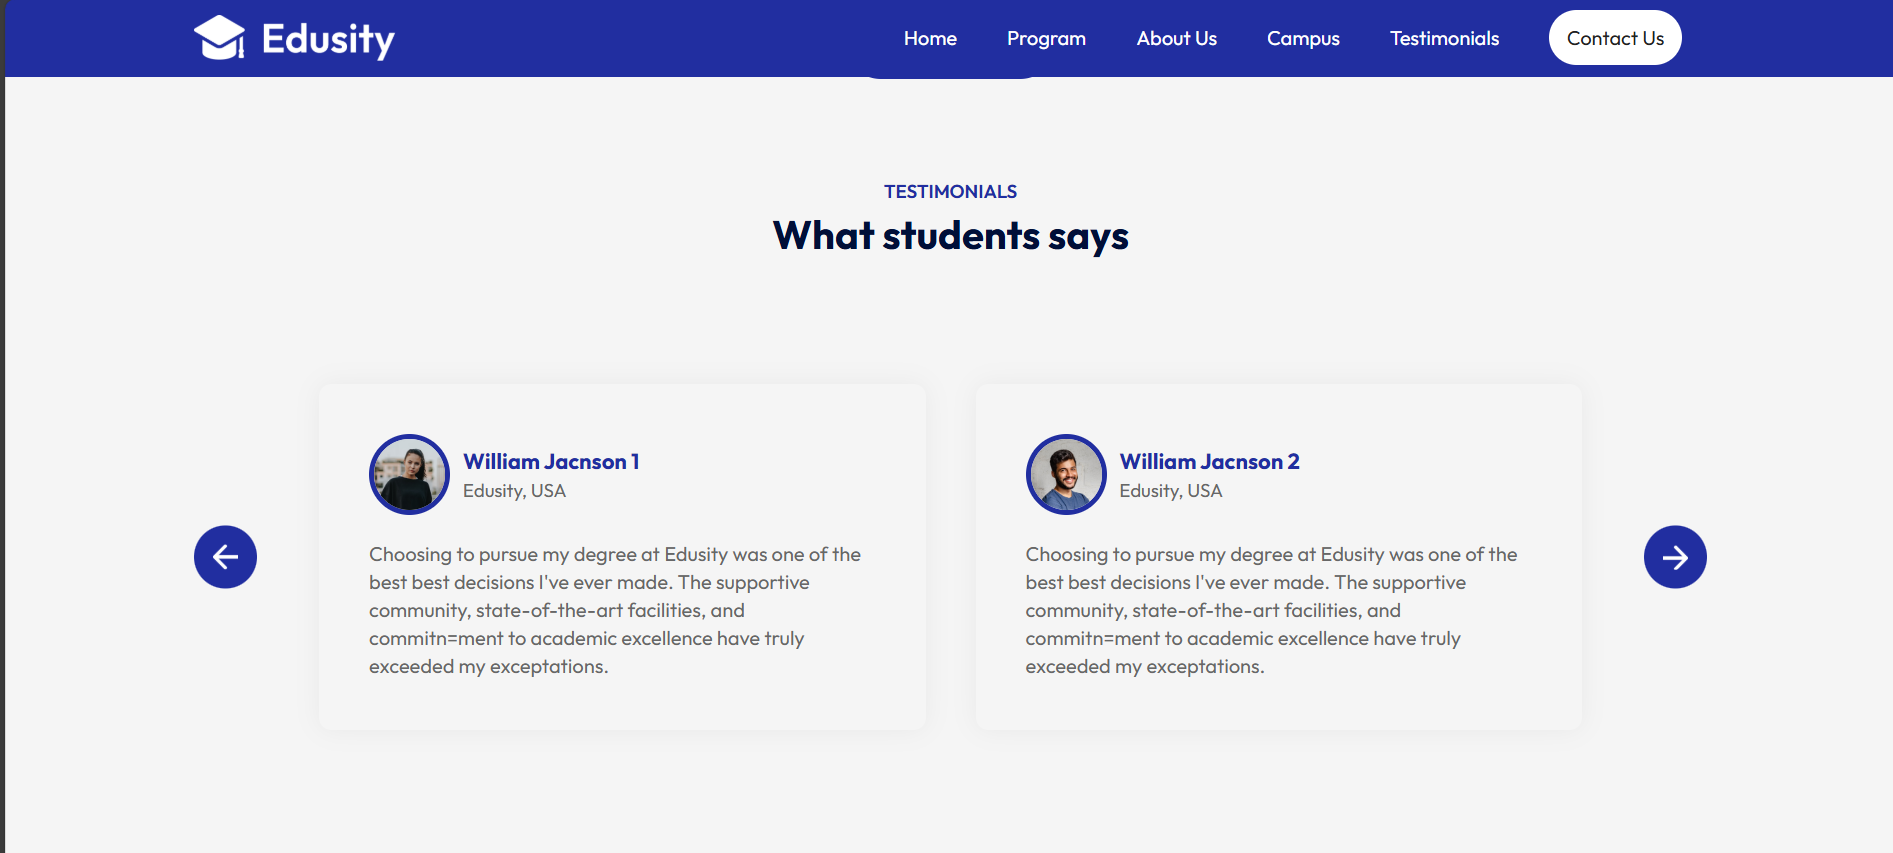 Edusity
Home Program About Us Campus Testimonials Contact Us
TESTIMONIALS
What students says
William Jacnson 1
Edusity, USA
Choosing to pursue my degree at Edusity was one of the
best best decisions I've ever made. The supportive
community, state-of-the-art facilities, and
commitn=ment to academic excellence have truly
exceeded my exceptations.
William Jacnson 2
Edusity, USA
Choosing to pursue my degree at Edusity was one of the
best best decisions I've ever made. The supportive
community, state-of-the-art facilities, and
commitn=ment to academic excellence have truly
exceeded my exceptations.